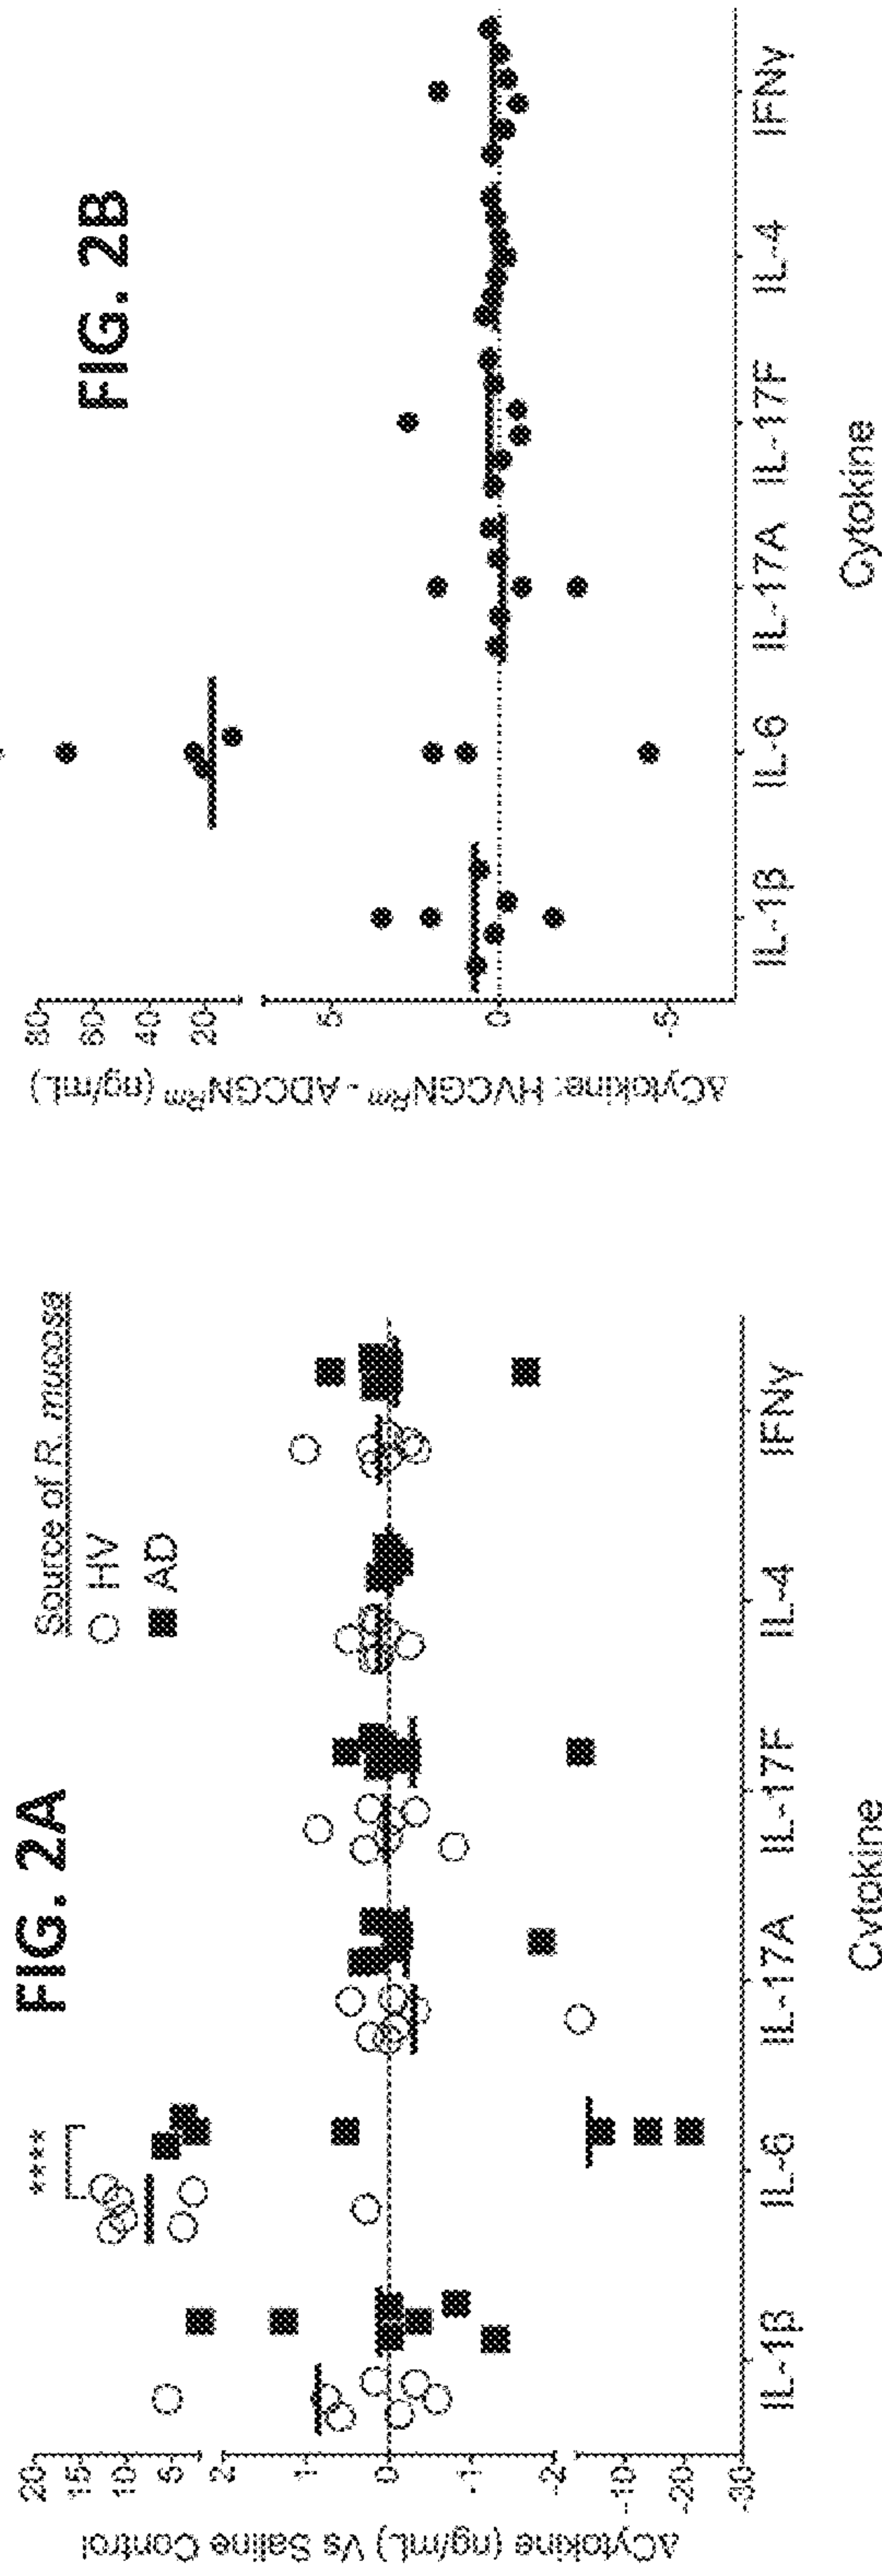 FIG. 2A
Source of R. mucosa
HV
AD
****
ΔCytokine (ng/mL) Vs Saline Control
20
15
10
5
2
1
0
-1
-2
-10
-20
-30
IL-1β
IL-6
IL-17A
IL-17F
IL-4
IFNγ
Cytokine
FIG. 2B
ΔCytokine: HVCGN^Rm - ADCGN^Rm (ng/mL)
80
60
40
20
5
0
-5
IL-1β
IL-6
IL-17A
IL-17F
IL-4
IFNγ
Cytokine